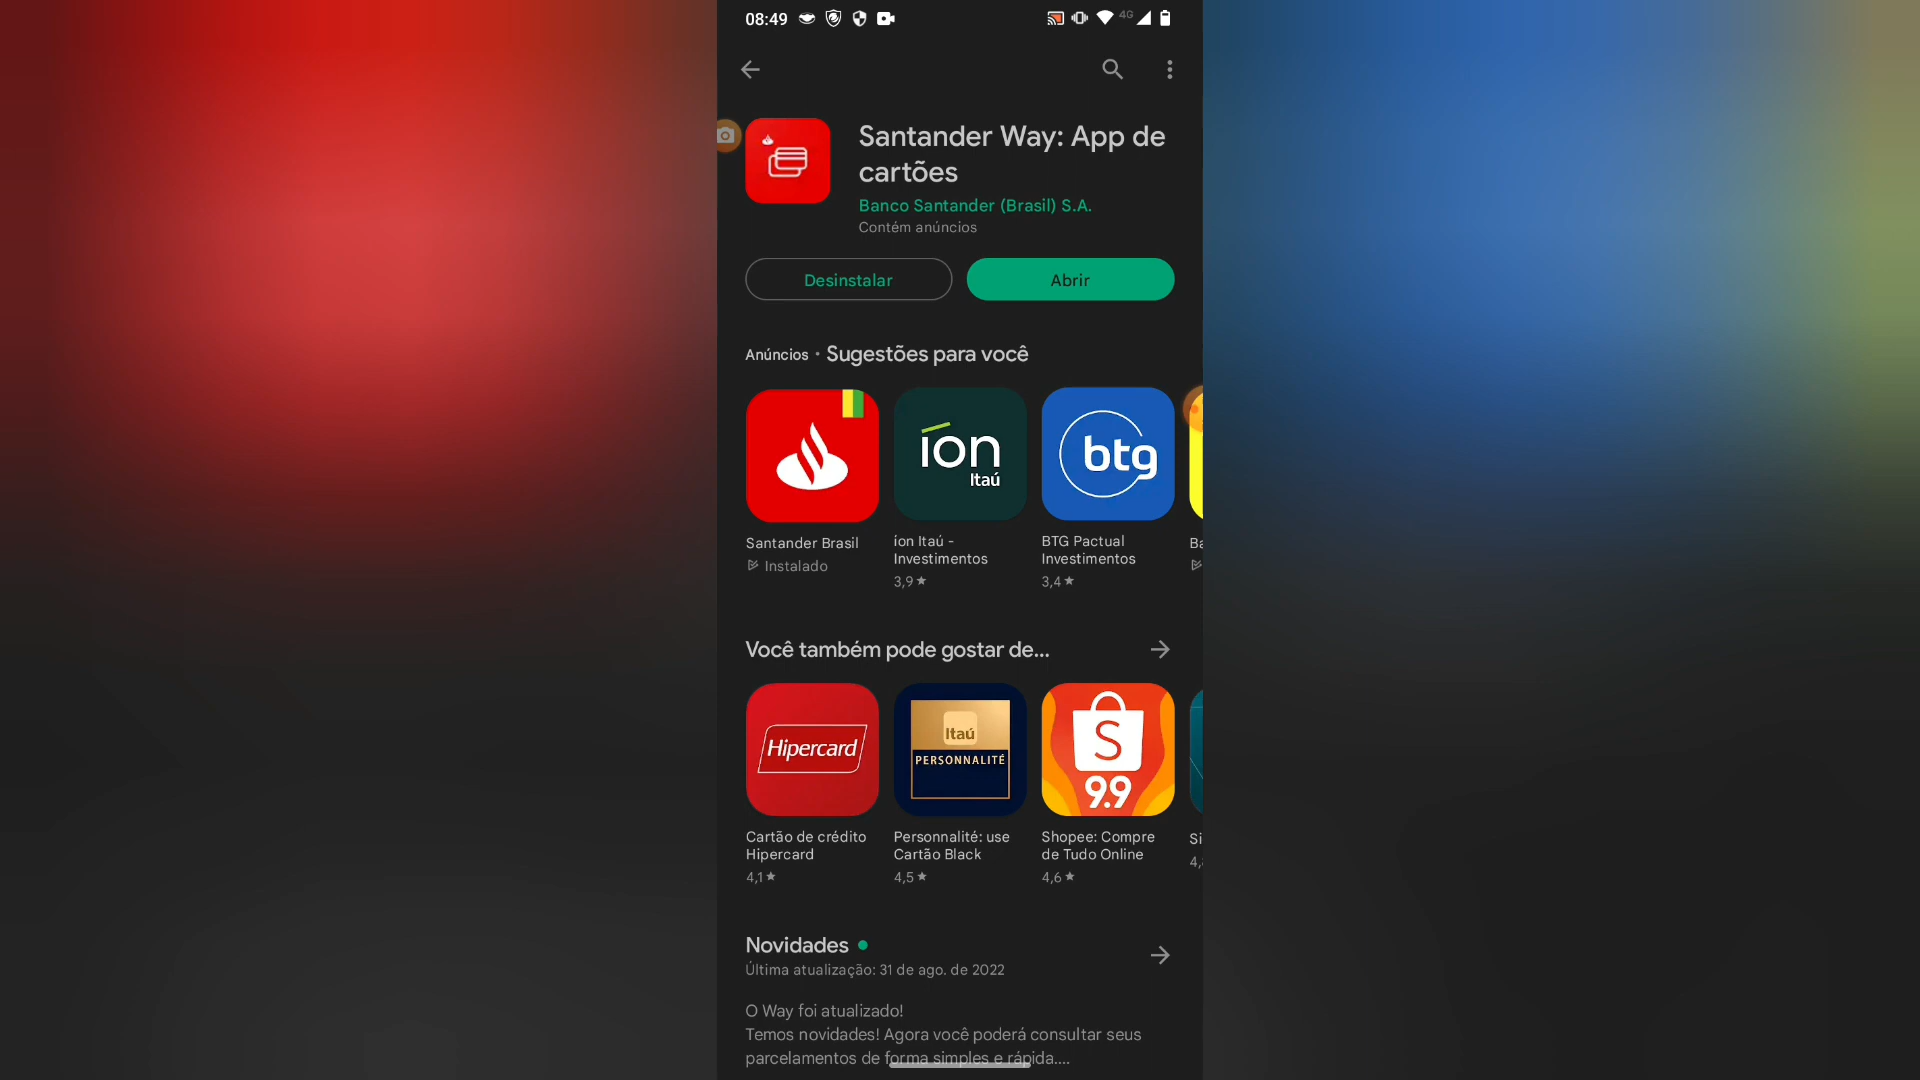 08:49
4G
Santander Way: App de
cartões
Banco Santander (Brasil) S.A.
Contém anúncios
Desinstalar
Abrir
Anúncios • Sugestões para você
íon
Itaú
btg
Santander Brasil
Instalado
íon Itaú -
Investimentos
3,9★
BTG Pactual
Investimentos
3,4★
Ba
Você também pode gostar de...
Hipercard
Itaú
PERSONNALITÉ
S
9.9
Cartão de crédito
Hipercard
4,1★
Personnalité: use
Cartão Black
4,5★
Shopee: Compre
de Tudo Online
4,6★
Si
Novidades
Última atualização: 31 de ago. de 2022
O Way foi atualizado!
Temos novidades! Agora você poderá consultar seus
parcelamentos de forma simples e rápida....